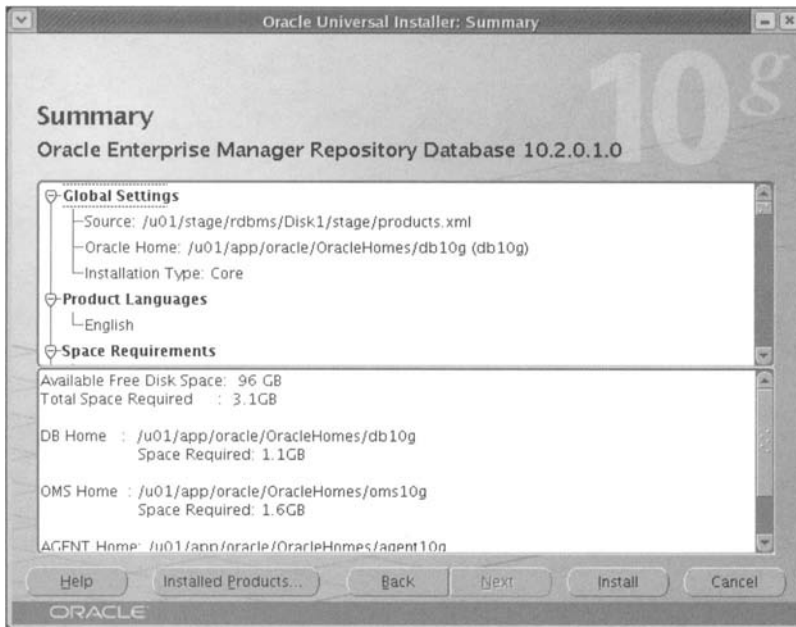 Oracle Universal Installer: Summary
10g
Summary
Oracle Enterprise Manager Repository Database 10.2.0.1.0
Global Settings
Source: /u01/stage/rdbms/Disk1/stage/products.xml
Oracle Home: /u01/app/oracle/OracleHomes/db10g (db10g)
Installation Type: Core
Product Languages
English
Space Requirements
Available Free Disk Space: 96 GB
Total Space Required : 3.1GB
DB Home : /u01/app/oracle/OracleHomes/db10g
Space Required: 1.1GB
OMS Home : /u01/app/oracle/OracleHomes/oms10g
Space Required: 1.6GB
AGENT Home: /u01/app/oracle/OracleHomes/agent10g
Help Installed Products... Back Next Install Cancel
ORACLE